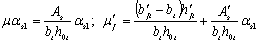 μα_{s1} = \frac{A_s}{b_i h_{0i}} α_{s1}; μ'_f = \frac{(b'_{fi} - b_i)h'_{fi}}{b_i h_{0i}} + \frac{A'_s}{b_i h_{0i}} α_{s1}